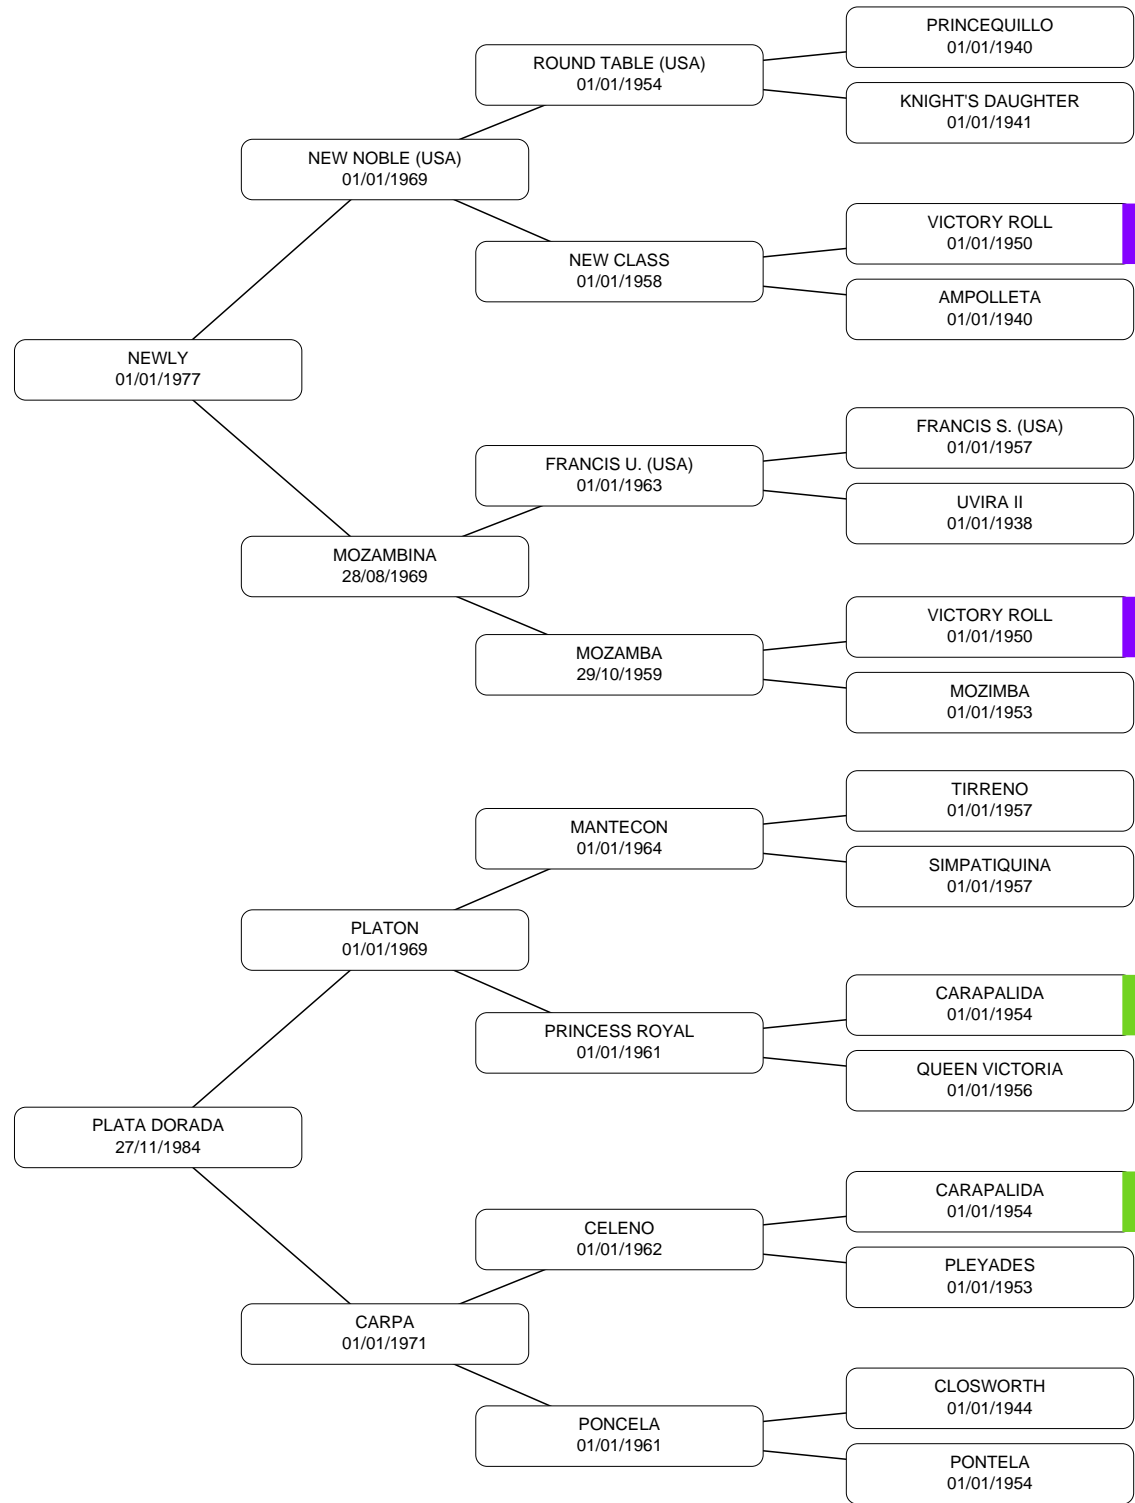 PRINCEQUILLO
01/01/1940
ROUND TABLE (USA)
01/01/1954
KNIGHT'S DAUGHTER
01/01/1941
NEW NOBLE (USA)
01/01/1969
VICTORY ROLL
01/01/1950
NEW CLASS
01/01/1958
AMPOLLETA
01/01/1940
NEWLY
01/01/1977
FRANCIS S. (USA)
01/01/1957
FRANCIS U. (USA)
01/01/1963
UVIRA II
01/01/1938
MOZAMBINA
28/08/1969
VICTORY ROLL
01/01/1950
MOZAMBA
29/10/1959
MOZIMBA
01/01/1953
TIRRENO
01/01/1957
MANTECON
01/01/1964
SIMPATIQUINA
01/01/1957
PLATON
01/01/1969
CARAPALIDA
01/01/1954
PRINCESS ROYAL
01/01/1961
QUEEN VICTORIA
01/01/1956
PLATA DORADA
27/11/1984
CARAPALIDA
01/01/1954
CELENO
01/01/1962
PLEYADES
01/01/1953
CARPA
01/01/1971
CLOSWORTH
01/01/1944
PONCELA
01/01/1961
PONTELA
01/01/1954